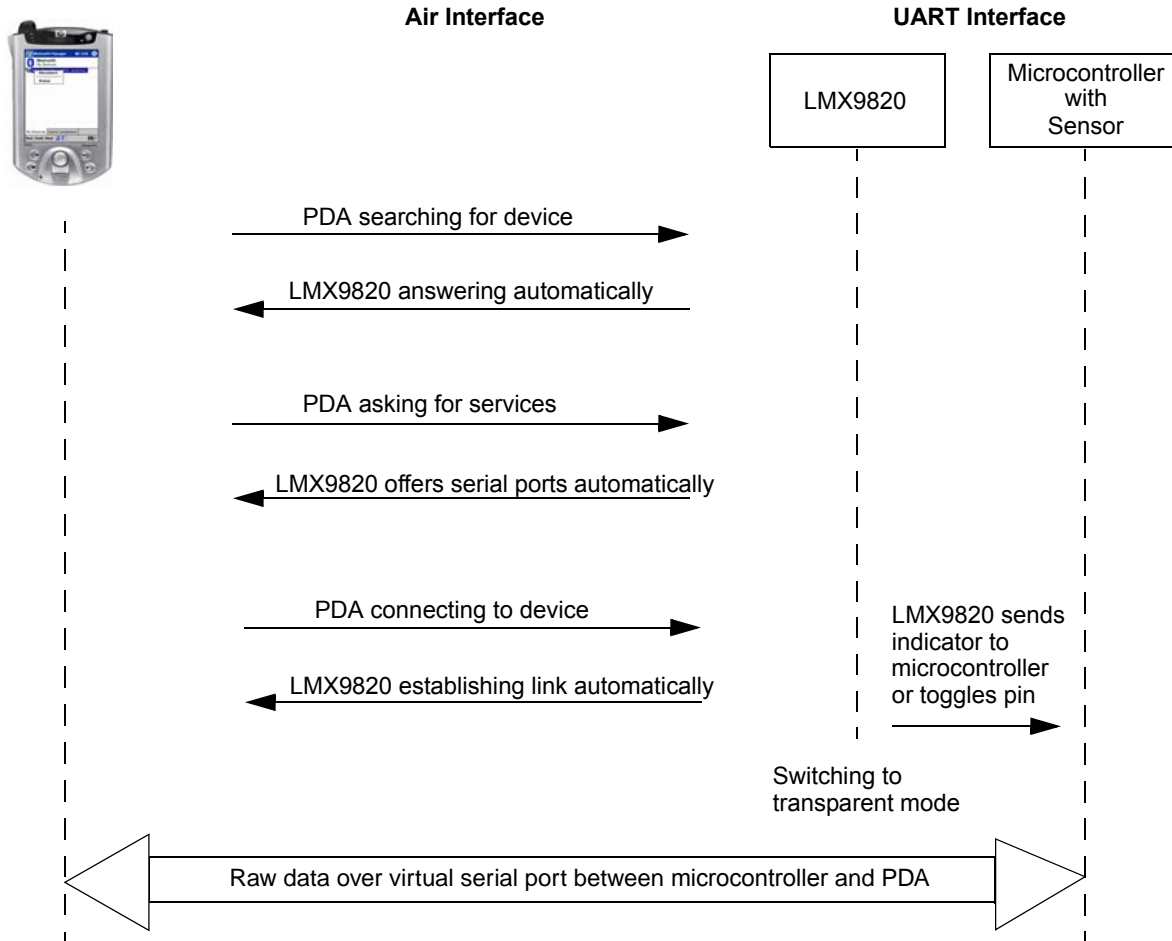 Air Interface
UART Interface
LMX9820
Microcontroller
with
Sensor
PDA searching for device
LMX9820 answering automatically
PDA asking for services
LMX9820 offers serial ports automatically
PDA connecting to device
LMX9820 establishing link automatically
LMX9820 sends
indicator to
microcontroller
or toggles pin
Switching to
transparent mode
Raw data over virtual serial port between microcontroller and PDA